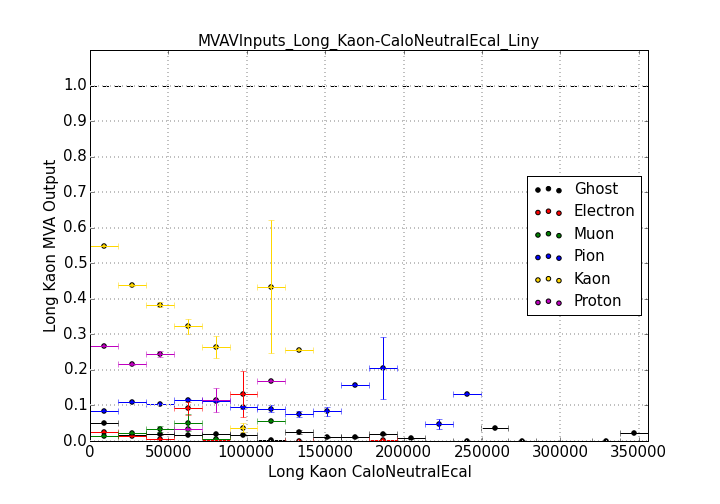 MVAVInputs_Long_Kaon-CaloNeutralEcal_Liny
1.0
0.9
0.8
0.7
0.6
0.5
0.4
0.3
0.2
0.1
0.0
Long Kaon MVA Output
Ghost
Electron
Muon
Pion
Kaon
Proton
0 50000 100000 150000 200000 250000 300000 350000
Long Kaon CaloNeutralEcal